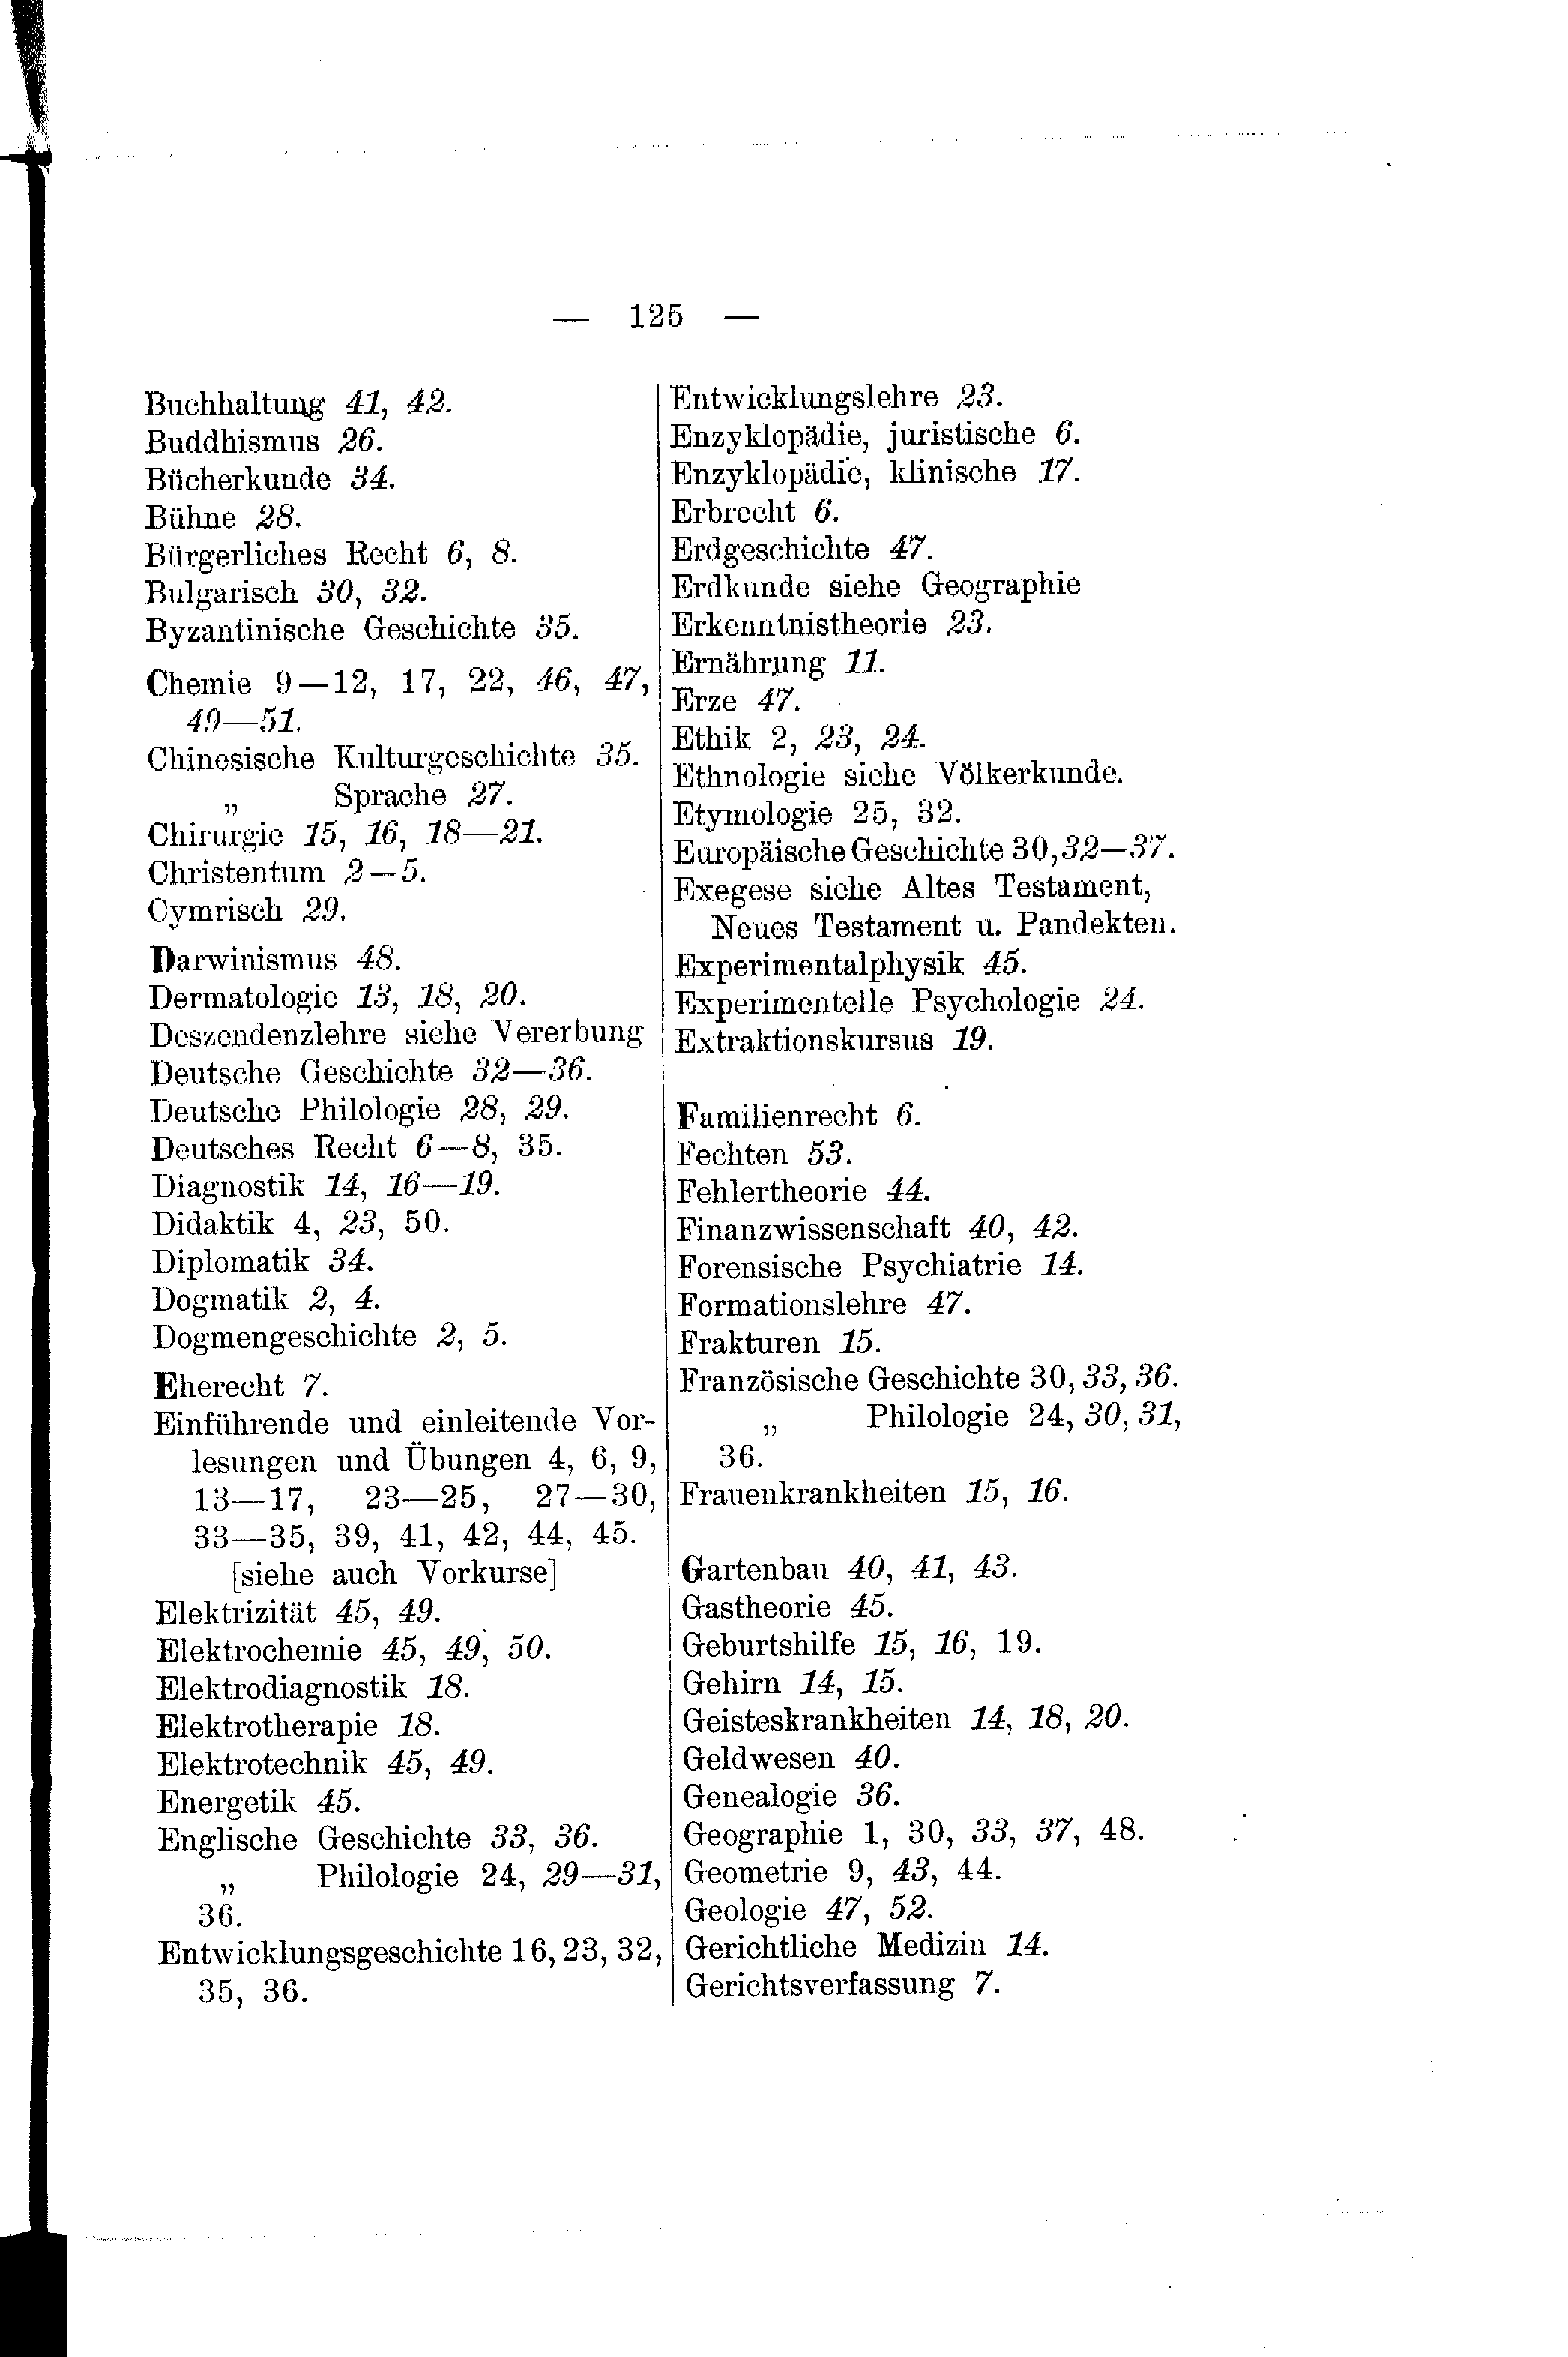 — 125 —
Buchhaltung 41, 42.
Buddhismus 26.
Bücherkunde 34.
Bühne 28.
Bürgerliches Recht 6, 8.
Bulgarisch 30, 32.
Byzantinische Geschichte 35.
Chemie 9—12, 17, 22, 46, 47,
49—51.
Chinesische Kulturgeschichte 35.
„ Sprache 27.
Chirurgie 15, 16, 18—21.
Christentum 2—5.
Cymrisch 29.
Darwinismus 48.
Dermatologie 13, 18, 20.
Deszendenzlehre siehe Vererbung
Deutsche Geschichte 32—36.
Deutsche Philologie 28, 29.
Deutsches Recht 6—8, 35.
Diagnostik 14, 16—19.
Didaktik 4, 23, 50.
Diplomatik 34.
Dogmatik 2, 4.
Dogmengeschichte 2, 5.
Eherecht 7.
Einführende und einleitende Vor-
lesungen und Übungen 4, 6, 9,
13—17, 23—25, 27—30,
33—35, 39, 41, 42, 44, 45.
[siehe auch Vorkurse]
Elektrizität 45, 49.
Elektrochemie 45, 49, 50.
Elektrodiagnostik 18.
Elektrotherapie 18.
Elektrotechnik 45, 49.
Energetik 45.
Englische Geschichte 33, 36.
„ Philologie 24, 29—31,
36.
Entwicklungsgeschichte 16, 23, 32,
35, 36.
Entwicklungslehre 23.
Enzyklopädie, juristische 6.
Enzyklopädie, klinische 17.
Erbrecht 6.
Erdgeschichte 47.
Erdkunde siehe Geographie
Erkenntnistheorie 23.
Ernährung 11.
Erze 47.
Ethik 2, 23, 24.
Ethnologie siehe Völkerkunde.
Etymologie 25, 32.
Europäische Geschichte 30, 32—37.
Exegese siehe Altes Testament,
Neues Testament u. Pandekten.
Experimentalphysik 45.
Experimentelle Psychologie 24.
Extraktionskursus 19.
Familienrecht 6.
Fechten 53.
Fehlertheorie 44.
Finanzwissenschaft 40, 42.
Forensische Psychiatrie 14.
Formationslehre 47.
Frakturen 15.
Französische Geschichte 30, 33, 36.
„ Philologie 24, 30, 31,
36.
Frauenkrankheiten 15, 16.
Gartenbau 40, 41, 43.
Gastheorie 45.
Geburtshilfe 15, 16, 19.
Gehirn 14, 15.
Geisteskrankheiten 14, 18, 20.
Geldwesen 40.
Genealogie 36.
Geographie 1, 30, 33, 37, 48.
Geometrie 9, 43, 44.
Geologie 47, 52.
Gerichtliche Medizin 14.
Gerichtsverfassung 7.